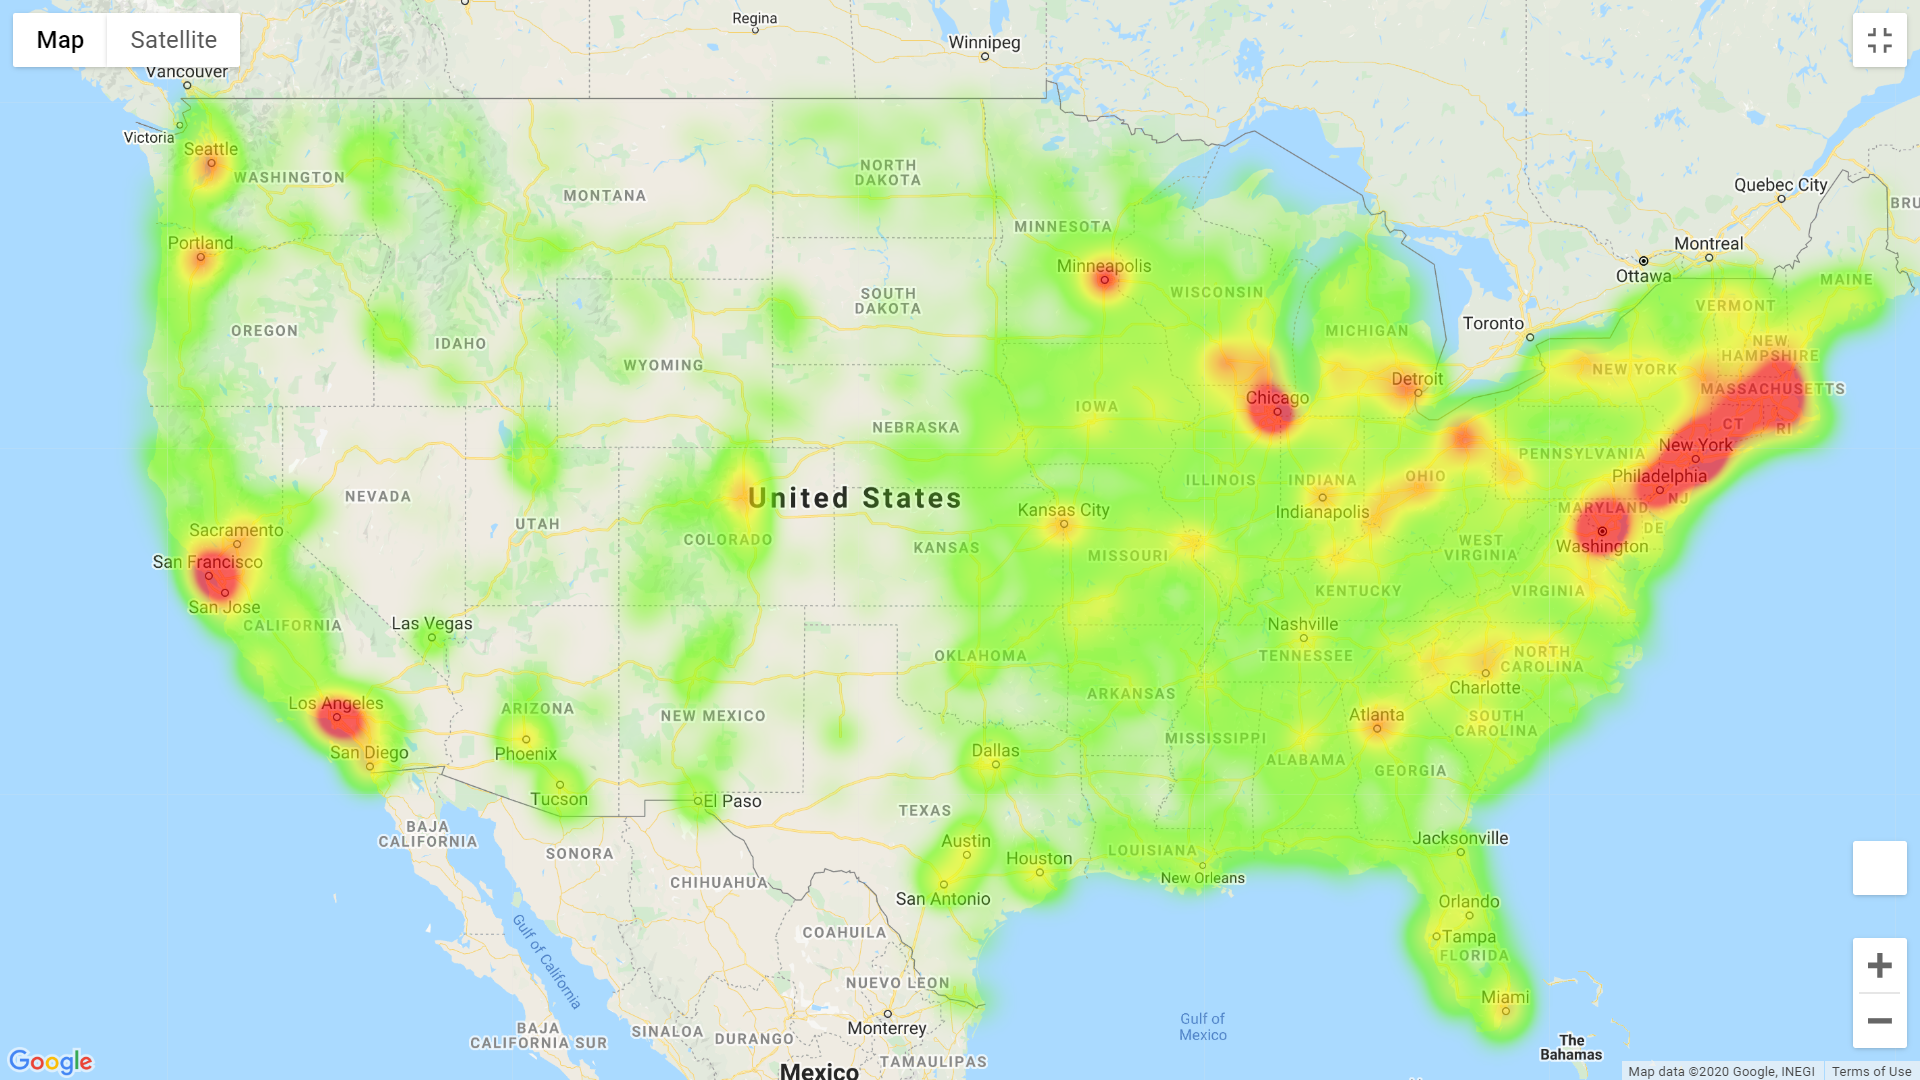 Map
Satellite
Regina
Winnipeg
Vancouver
Victoria
Seattle
WASHINGTON
MONTANA
NORTH
DAKOTA
MINNESOTA
Quebec City
BRU
Portland
Montreal
Ottawa
MAINE
Minneapolis
WISCONSIN
SOUTH
DAKOTA
VERMONT
OREGON
IDAHO
WYOMING
MICHIGAN
Toronto
NEW
HAMPSHIRE
NEW YORK
Detroit
MASSACHUSETTS
Chicago
IOWA
NEBRASKA
CT
RI
New York
PENNSYLVANIA
Philadelphia
NEVADA
United States
ILLINOIS
INDIANA
OHIO
NJ
MARYLAND
Indianapolis
Kansas City
UTAH
COLORADO
KANSAS
MISSOURI
DE
Washington
WEST
VIRGINIA
Sacramento
San Francisco
San Jose
CALIFORNIA
KENTUCKY
VIRGINIA
Las Vegas
Nashville
TENNESSEE
OKLAHOMA
NORTH
CAROLINA
Charlotte
ARKANSAS
Los Angeles
ARIZONA
NEW MEXICO
Atlanta
SOUTH
CAROLINA
MISSISSIPPI
San Diego
Phoenix
Dallas
ALABAMA
GEORGIA
Tucson
El Paso
TEXAS
BAJA
CALIFORNIA
SONORA
Austin
Houston
LOUISIANA
Jacksonville
CHIHUAHUA
San Antonio
New Orleans
Orlando
COAHUILA
Tampa
FLORIDA
Gulf of California
NUEVO LEON
Miami
BAJA
CALIFORNIA SUR
SINALOA
DURANGO
Monterrey
Gulf of
Mexico
The
Bahamas
TAMAULIPAS
Mexico
Google
Map data ©2020 Google, INEGI
Terms of Use